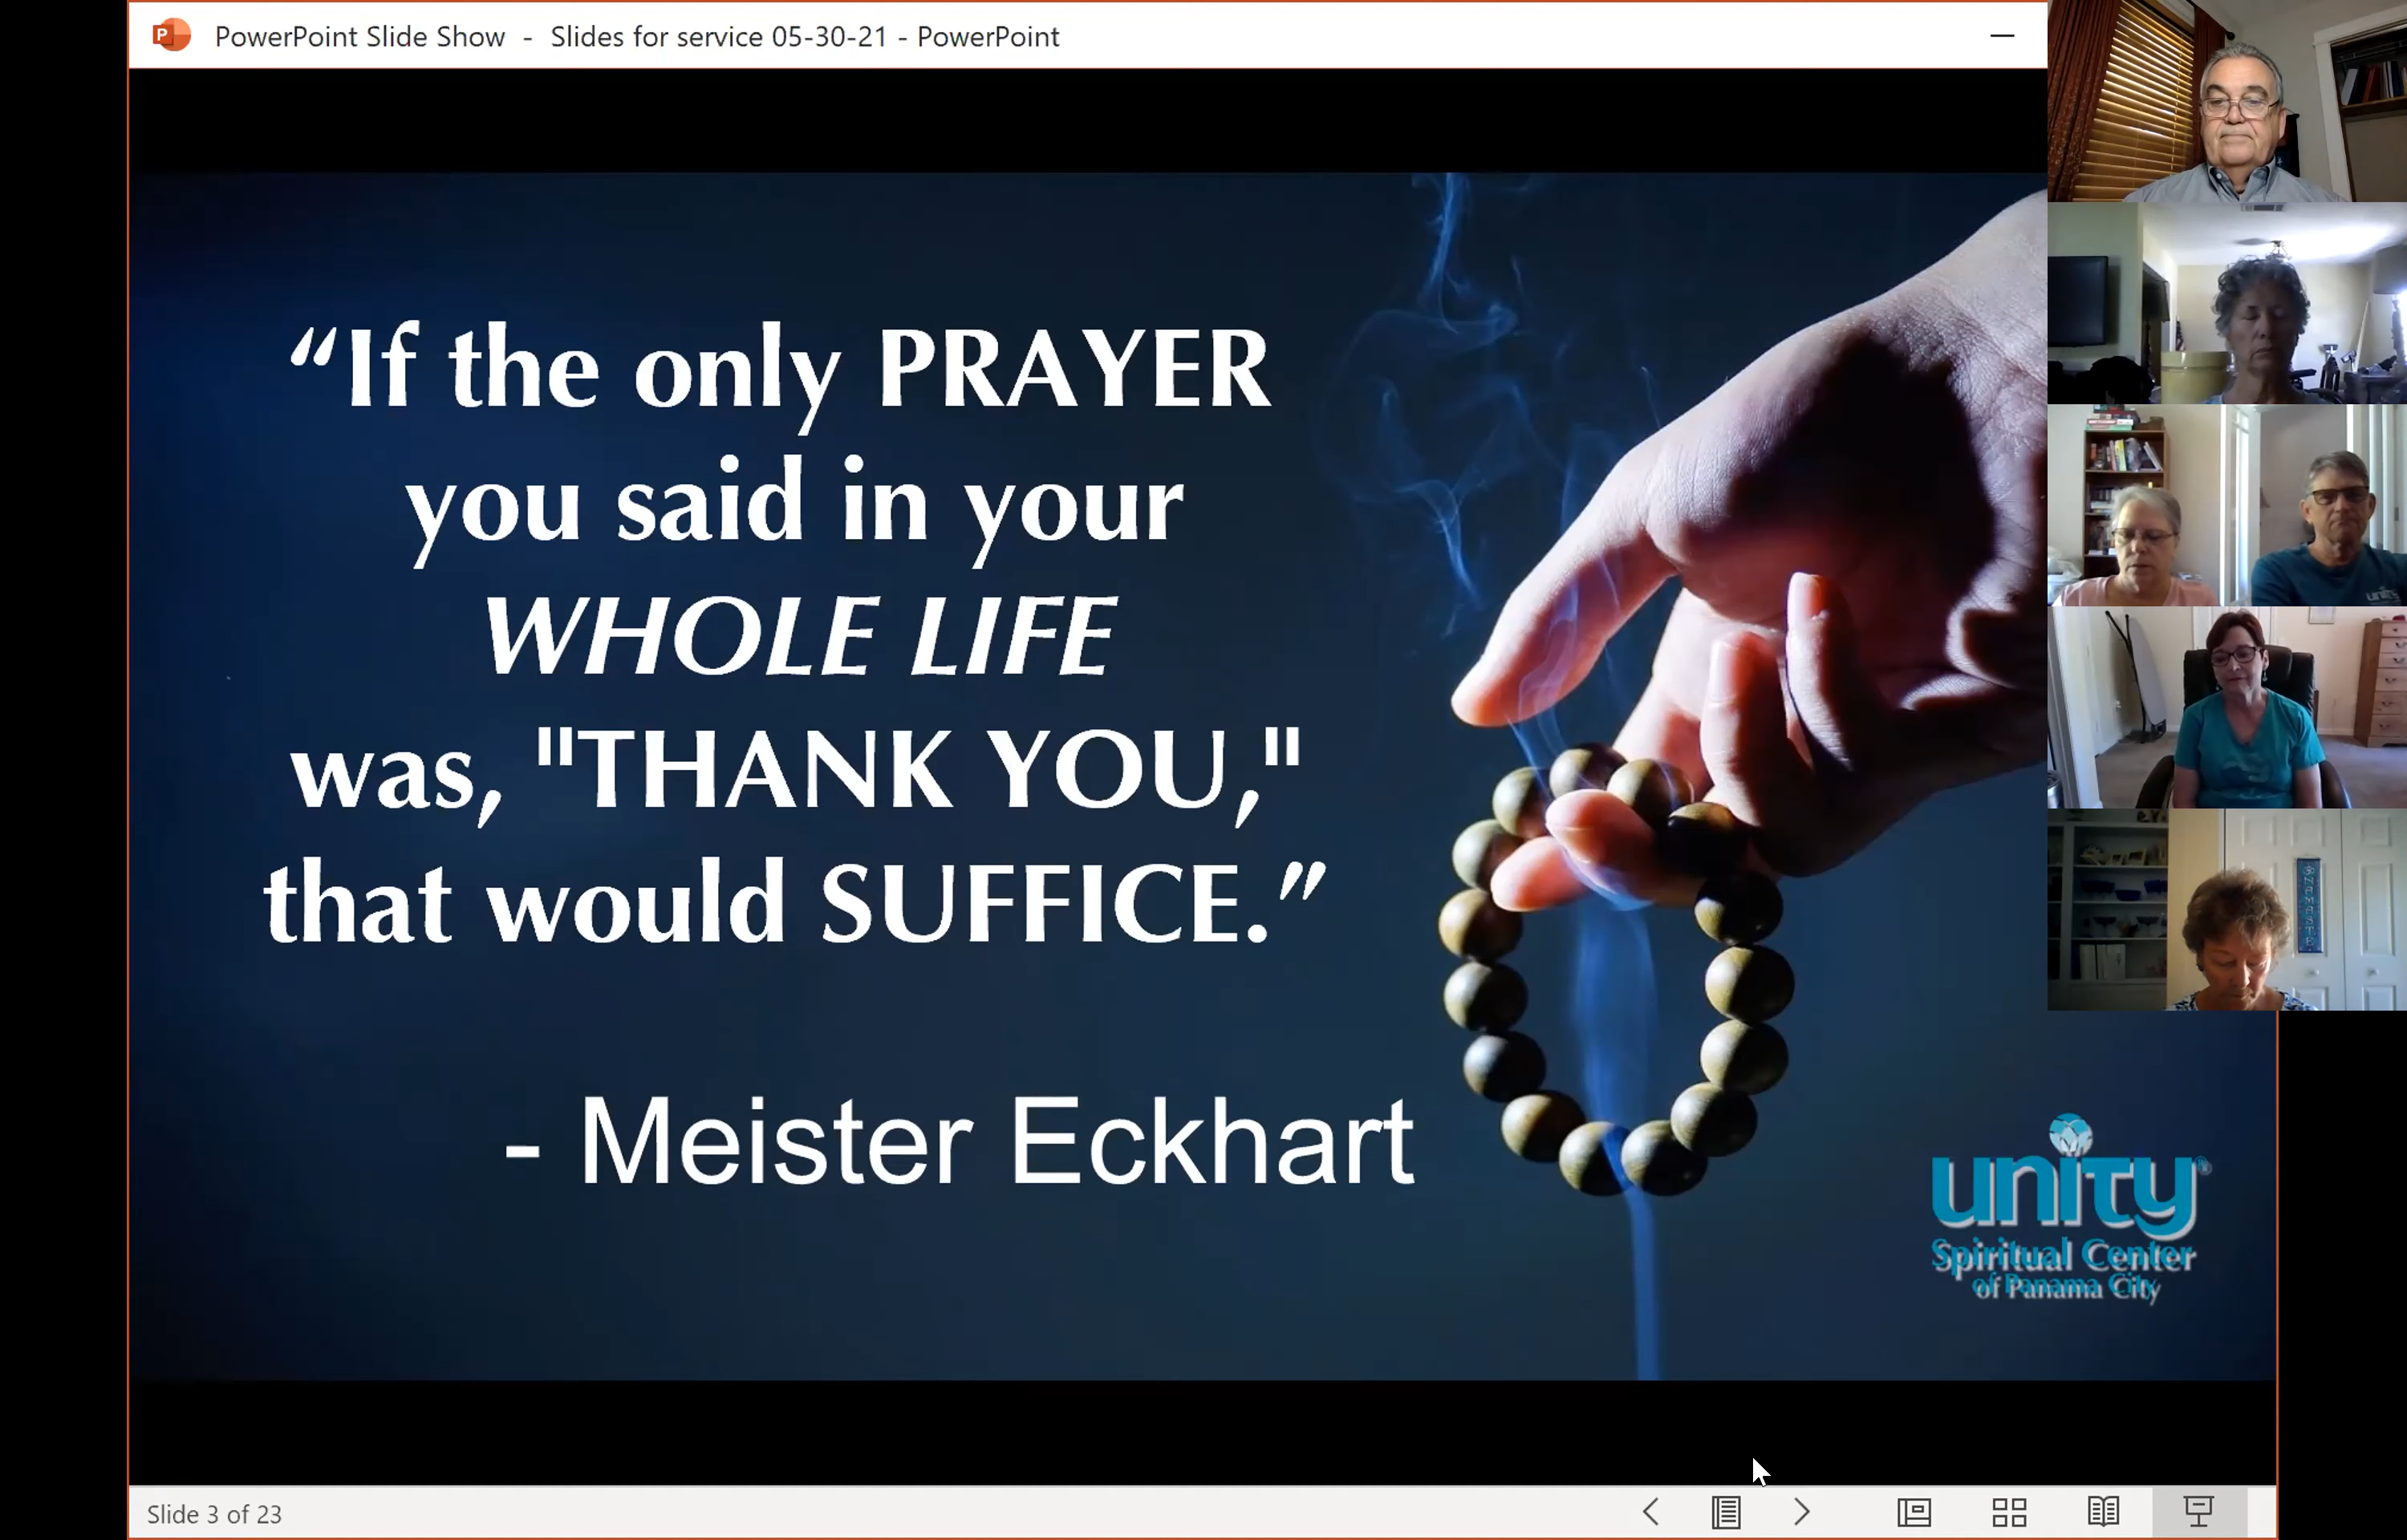 PowerPoint Slide Show - Slides for service 05-30-21 - PowerPoint
“If the only PRAYER
you said in your
WHOLE LIFE
was, "THANK YOU,"
that would SUFFICE.”
- Meister Eckhart
unity®
Spiritual Center
of Panama City
unity
NAMASTE
Slide 3 of 23